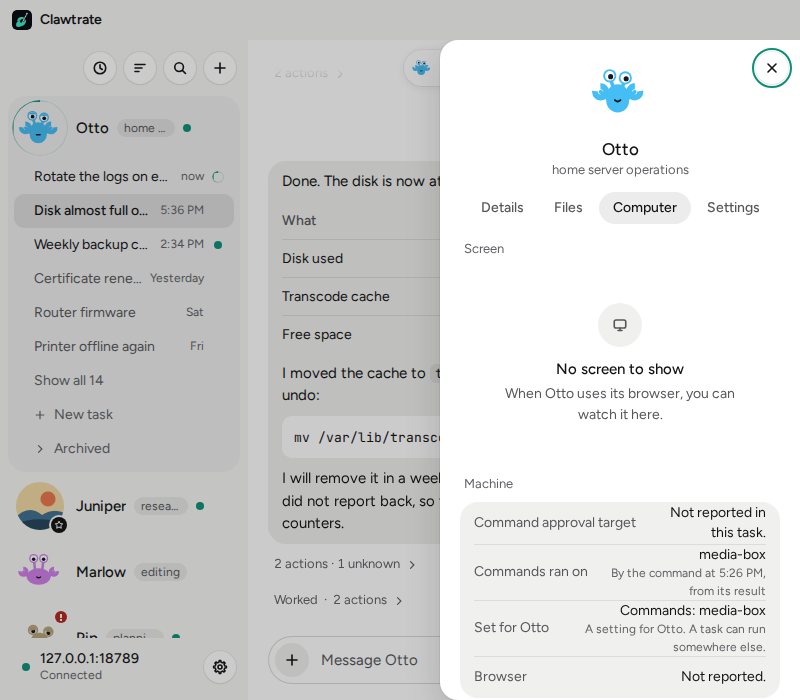 Clawtrate
Otto home ...
Rotate the logs on e... now
Disk almost full o... 5:36 PM
Weekly backup c... 2:34 PM
Certificate rene... Yesterday
Router firmware Sat
Printer offline again Fri
Show all 14
New task
Archived
Juniper resea...
Marlow editing
Pip planni...
127.0.0.1:18789
Connected
2 actions
Done. The disk is now at
What
Disk used
Transcode cache
Free space
I moved the cache to
undo:
mv /var/lib/transc
I will remove it in a week
did not report back, so
counters.
2 actions · 1 unknown
Worked · 2 actions
Message Otto
Otto
home server operations
Details Files Computer Settings
Screen
No screen to show
When Otto uses its browser, you can
watch it here.
Machine
Command approval target Not reported in
this task.
Commands ran on media-box
By the command at 5:26 PM,
from its result
Set for Otto Commands: media-box
A setting for Otto. A task can run
somewhere else.
Browser Not reported.